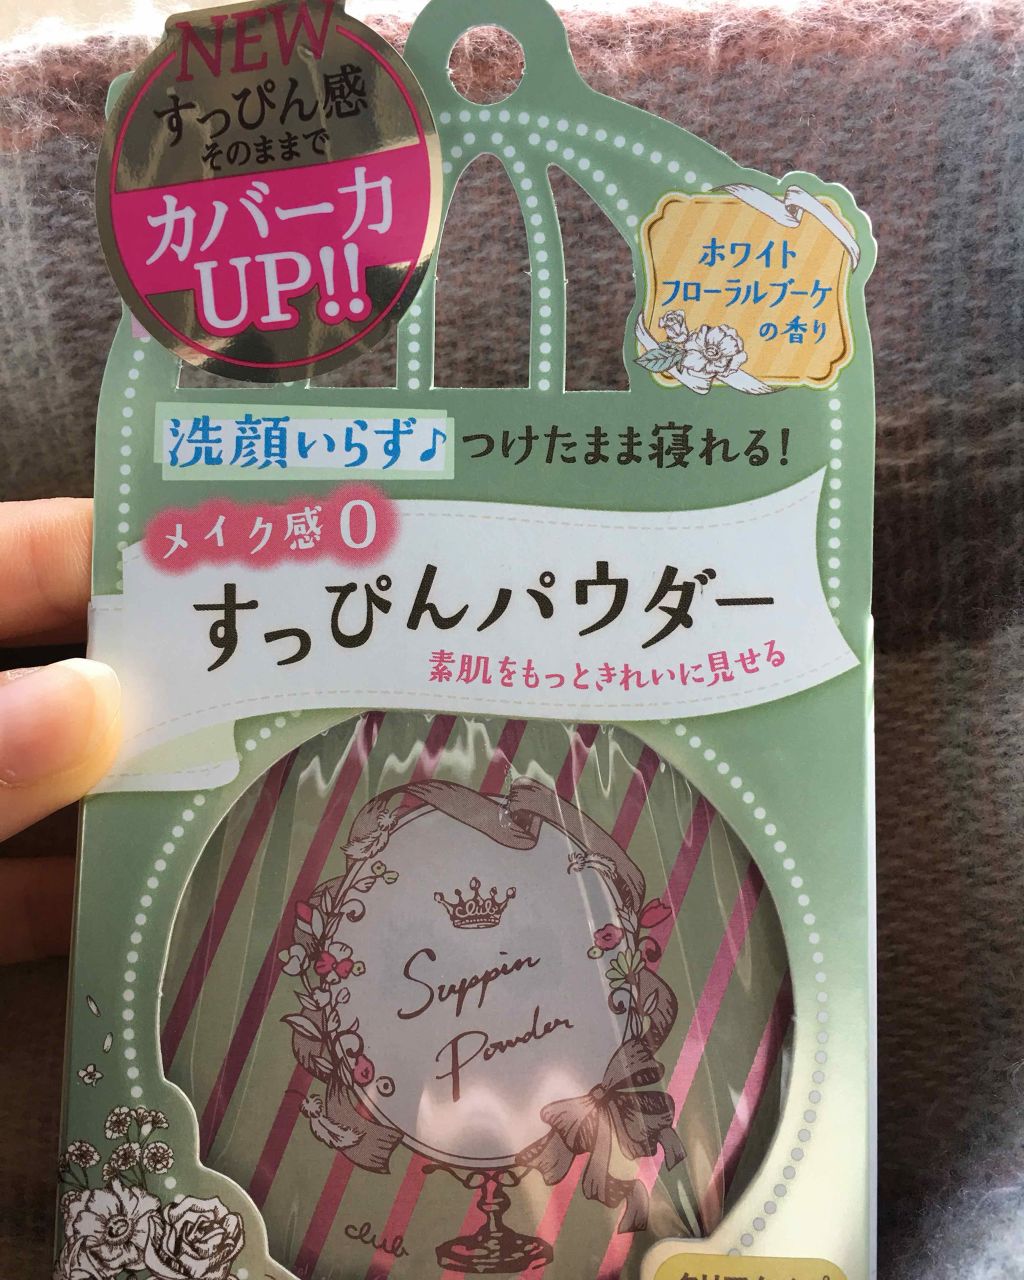 NEW
すっぴん感
そのままで
カバー力
UP!!
ホワイト
フローラルブーケ
の香り
洗顔いらず♪つけたまま寝れる!
メイク感0
すっぴんパウダー
素肌をもっときれいに見せる
club
Suppin
Powder
club